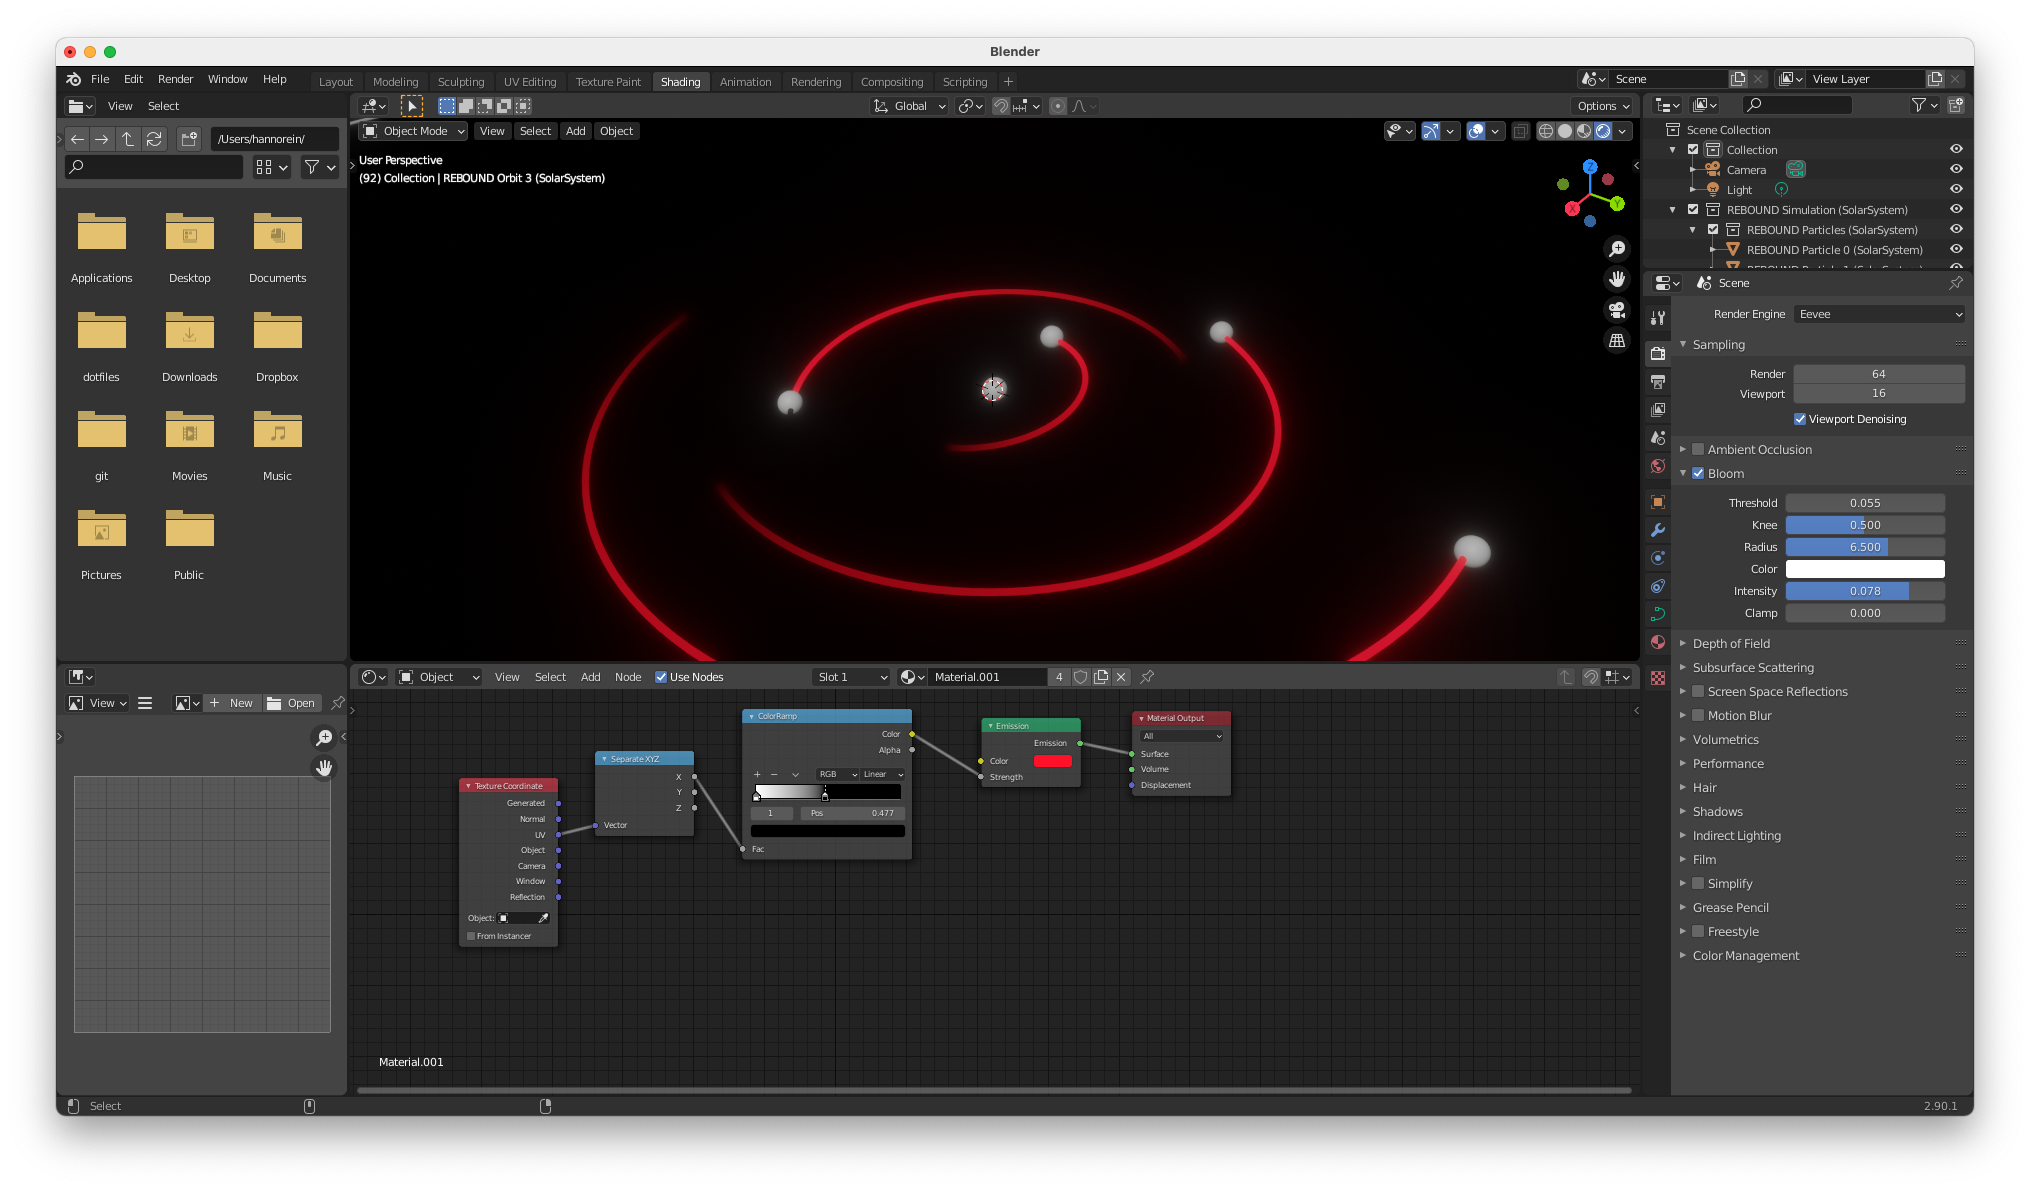 Blender
File Edit Render Window Help Layout Modeling Sculpting UV Editing Texture Paint Shading Animation Rendering Compositing Scripting + Scene View Layer
View Select
/Users/hannorein/
Applications Desktop Documents
dotfiles Downloads Dropbox
git Movies Music
Pictures Public
Global
Options
Object Mode View Select Add Object
User Perspective
(92) Collection | REBOUND Orbit 3 (SolarSystem)
Z
Y
X
Scene Collection
Collection
Camera
Light
REBOUND Simulation (SolarSystem)
REBOUND Particles (SolarSystem)
REBOUND Particle 0 (SolarSystem)
REBOUND Particle 1 (SolarSystem)
Scene
Render Engine Eevee
Sampling
Render 64
Viewport 16
Viewport Denoising
Ambient Occlusion
Bloom
Threshold 0.055
Knee 0.500
Radius 6.500
Color
Intensity 0.078
Clamp 0.000
Depth of Field
Subsurface Scattering
Screen Space Reflections
Motion Blur
Volumetrics
Performance
Hair
Shadows
Indirect Lighting
Film
Simplify
Grease Pencil
Freestyle
Color Management
View + New Open
Object View Select Add Node Use Nodes Slot 1 Material.001 4
Texture Coordinate
Generated
Normal
UV
Object
Camera
Window
Reflection
Object:
From Instancer
Separate XYZ
X
Y
Z
Vector
ColorRamp
Color
Alpha
+ − RGB Linear
1 Pos 0.477
Fac
Emission
Emission
Color
Strength
Material Output
All
Surface
Volume
Displacement
Material.001
Select
2.90.1